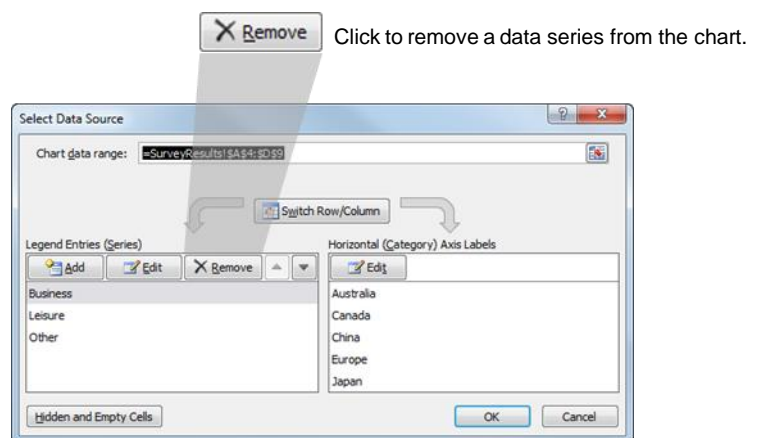 Remove Click to remove a data series from the chart.
Select Data Source
Chart data range: =SurveyResults!$A$4:$D$9
Switch Row/Column
Legend Entries (Series) Horizontal (Category) Axis Labels
Add Edit Remove Edit
Business Australia
Leisure Canada
Other China
Europe
Japan
Hidden and Empty Cells OK Cancel